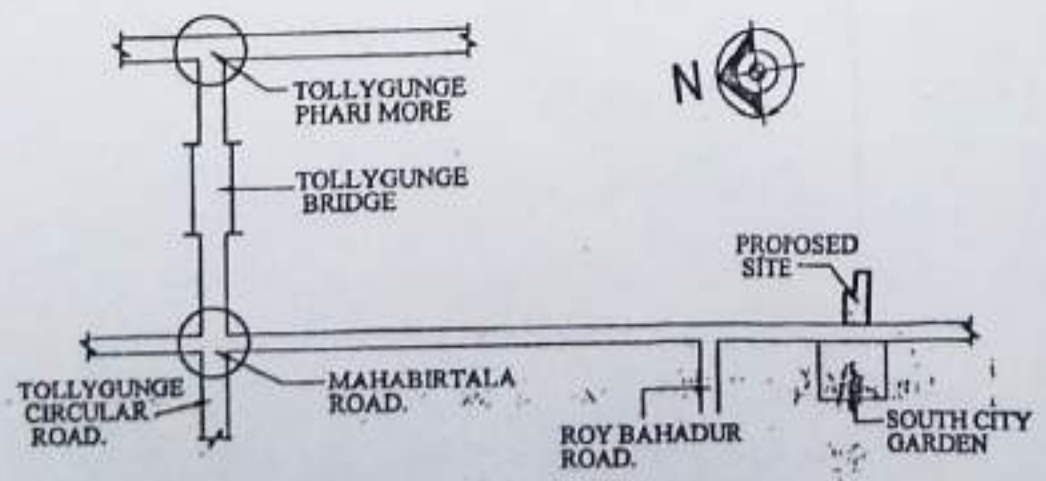 TOLLYGUNGE
PHARI MORE
N
TOLLYGUNGE
BRIDGE
PROPOSED
SITE
TOLLYGUNGE
CIRCULAR
ROAD.
MAHABIRTALA
ROAD.
ROY BAHADUR
ROAD.
SOUTH CITY
GARDEN